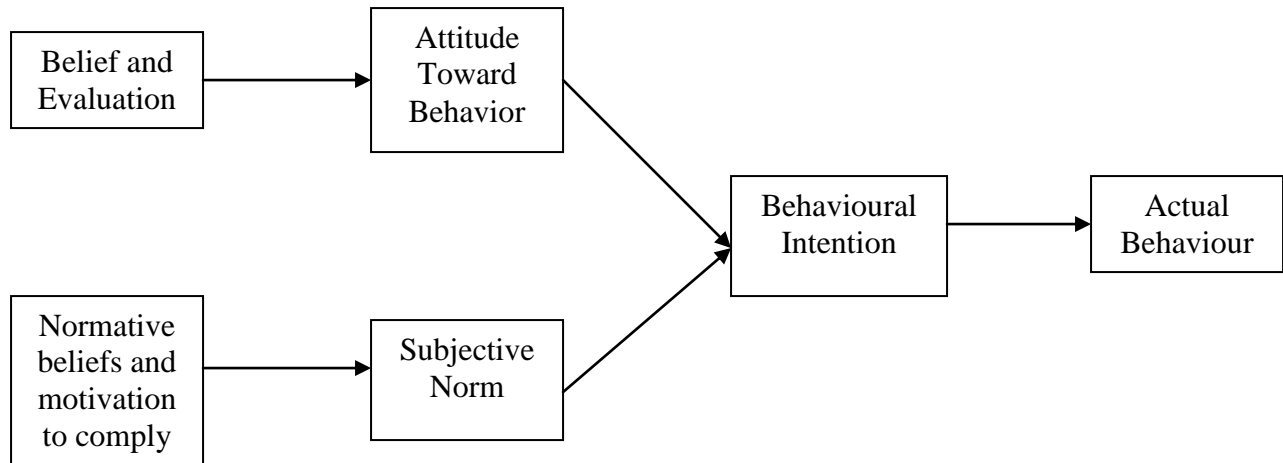 Belief and
Evaluation
Attitude
Toward
Behavior
Normative
beliefs and
motivation
to comply
Subjective
Norm
Behavioural
Intention
Actual
Behaviour